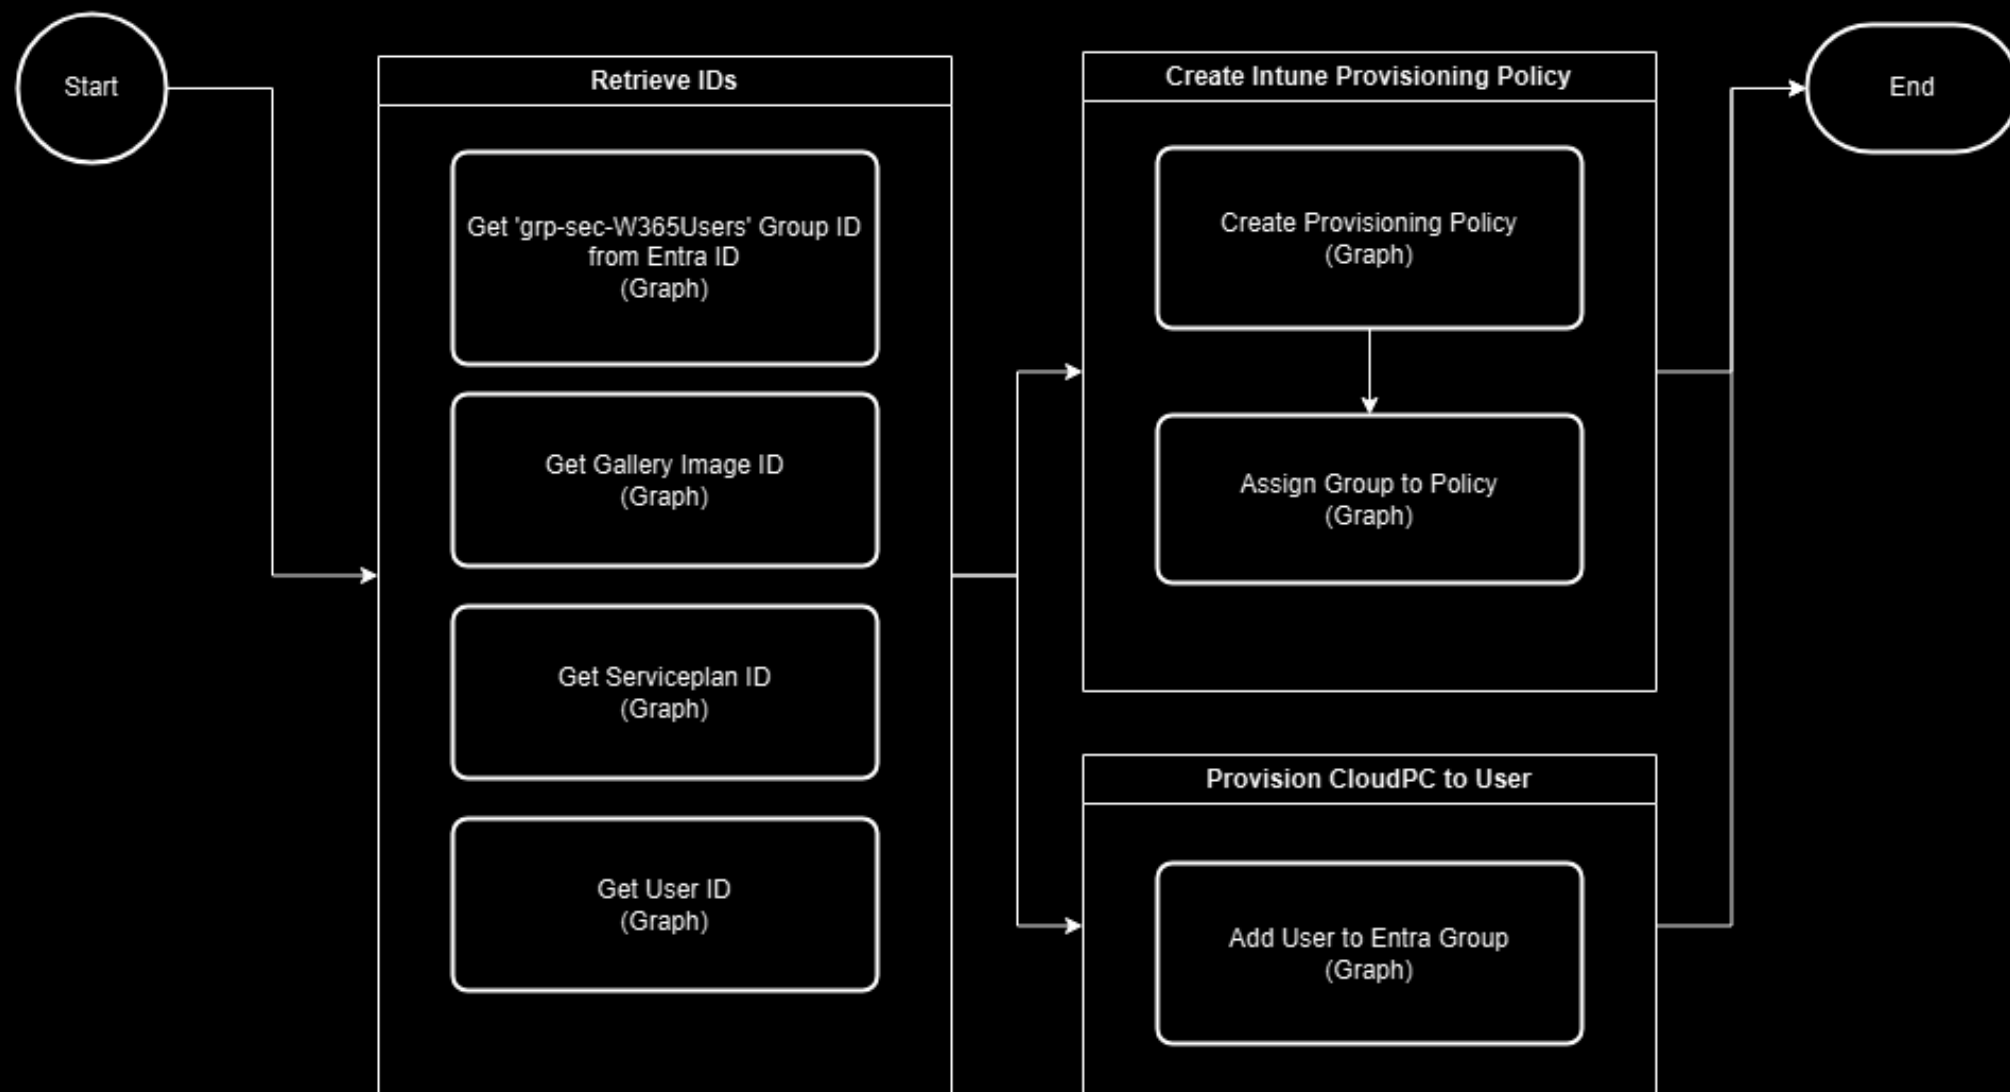 Start
Retrieve IDs
Get 'grp-sec-W365Users' Group ID
from Entra ID
(Graph)
Get Gallery Image ID
(Graph)
Get Serviceplan ID
(Graph)
Get User ID
(Graph)
Create Intune Provisioning Policy
Create Provisioning Policy
(Graph)
Assign Group to Policy
(Graph)
Provision CloudPC to User
Add User to Entra Group
(Graph)
End